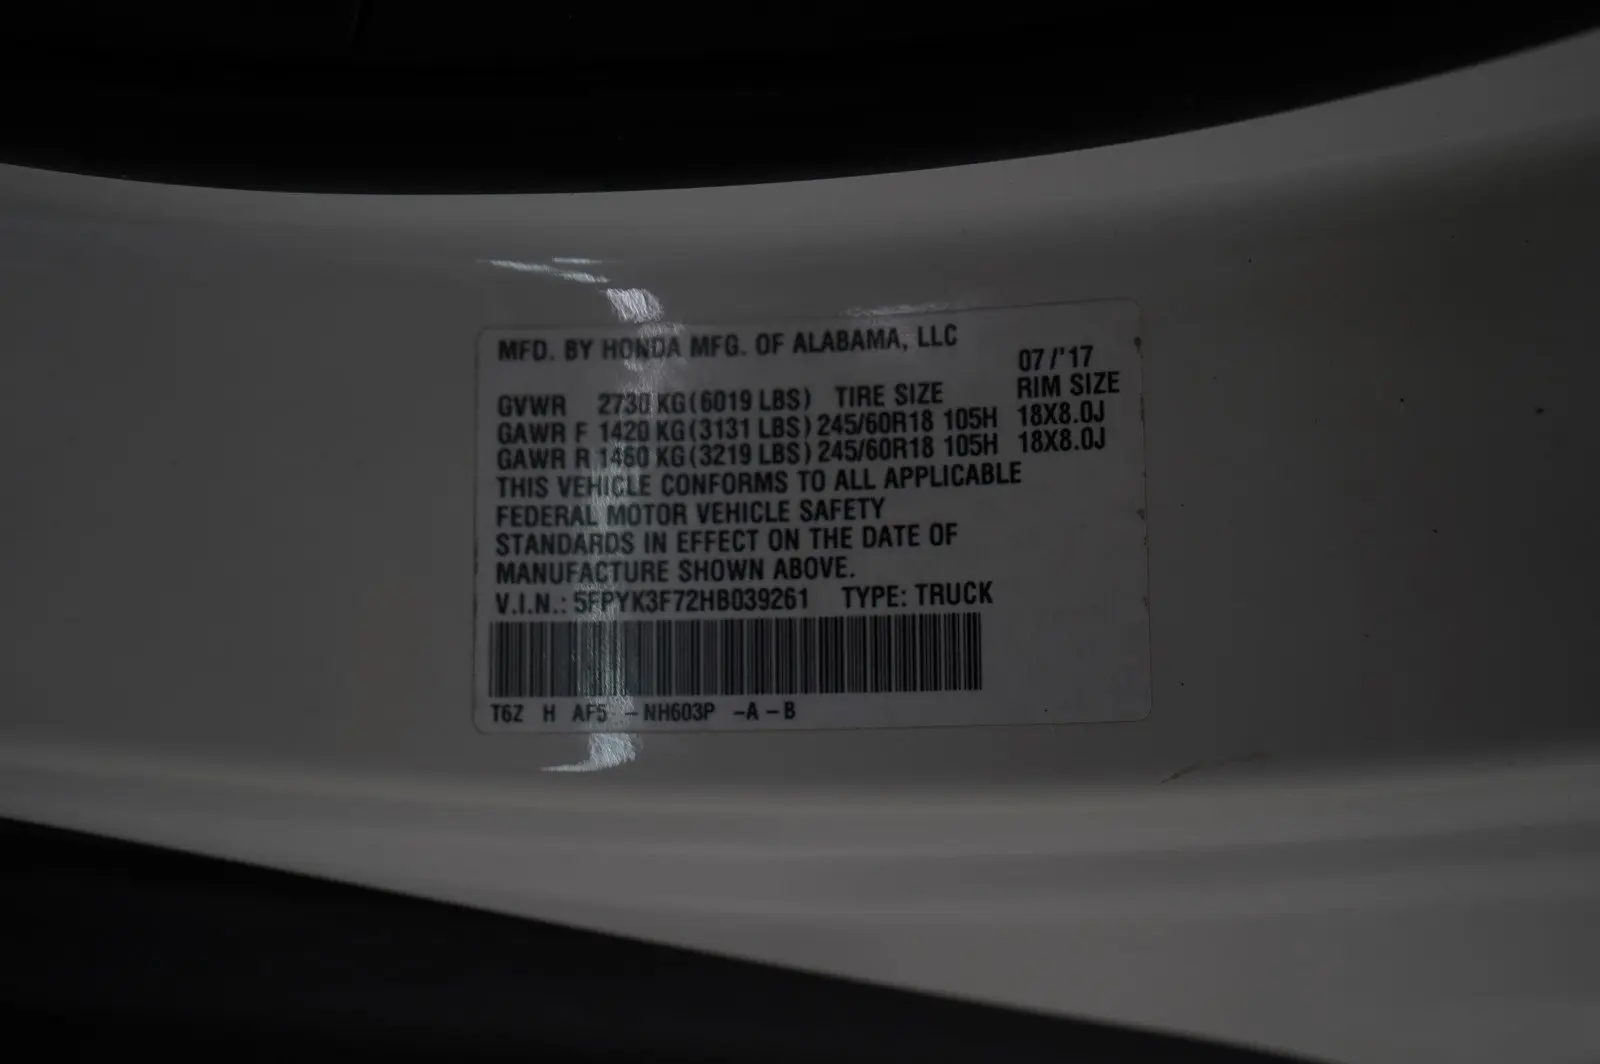 MFD. BY HONDA MFG. OF ALABAMA, LLC
07/'17
GVWR 2730 KG(6019 LBS) TIRE SIZE RIM SIZE
GAWR F 1420 KG(3131 LBS) 245/60R18 105H 18X8.0J
GAWR R 1460 KG(3219 LBS) 245/60R18 105H 18X8.0J
THIS VEHICLE CONFORMS TO ALL APPLICABLE
FEDERAL MOTOR VEHICLE SAFETY
STANDARDS IN EFFECT ON THE DATE OF
MANUFACTURE SHOWN ABOVE.
V.I.N.: 5FPYK3F72HB039261 TYPE: TRUCK
T6Z H AF5 -NH603P -A -B